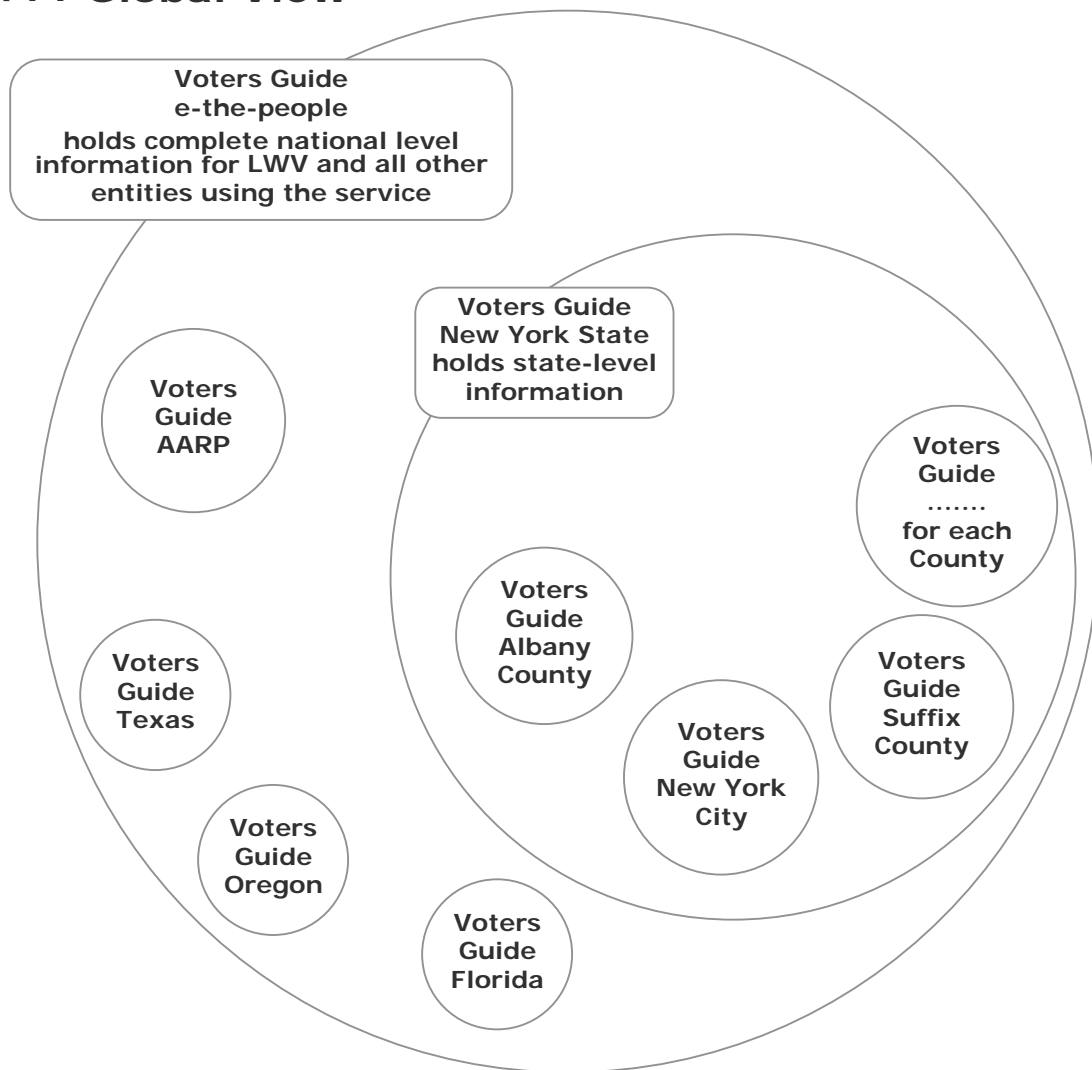 Global View
Voters Guide
e-the-people
holds complete national level
information for LWV and all other
entities using the service
Voters Guide
New York State
holds state-level
information
Voters
Guide
AARP
Voters
Guide
.......
for each
County
Voters
Guide
Albany
County
Voters
Guide
Suffix
County
Voters
Guide
Texas
Voters
Guide
New York
City
Voters
Guide
Oregon
Voters
Guide
Florida